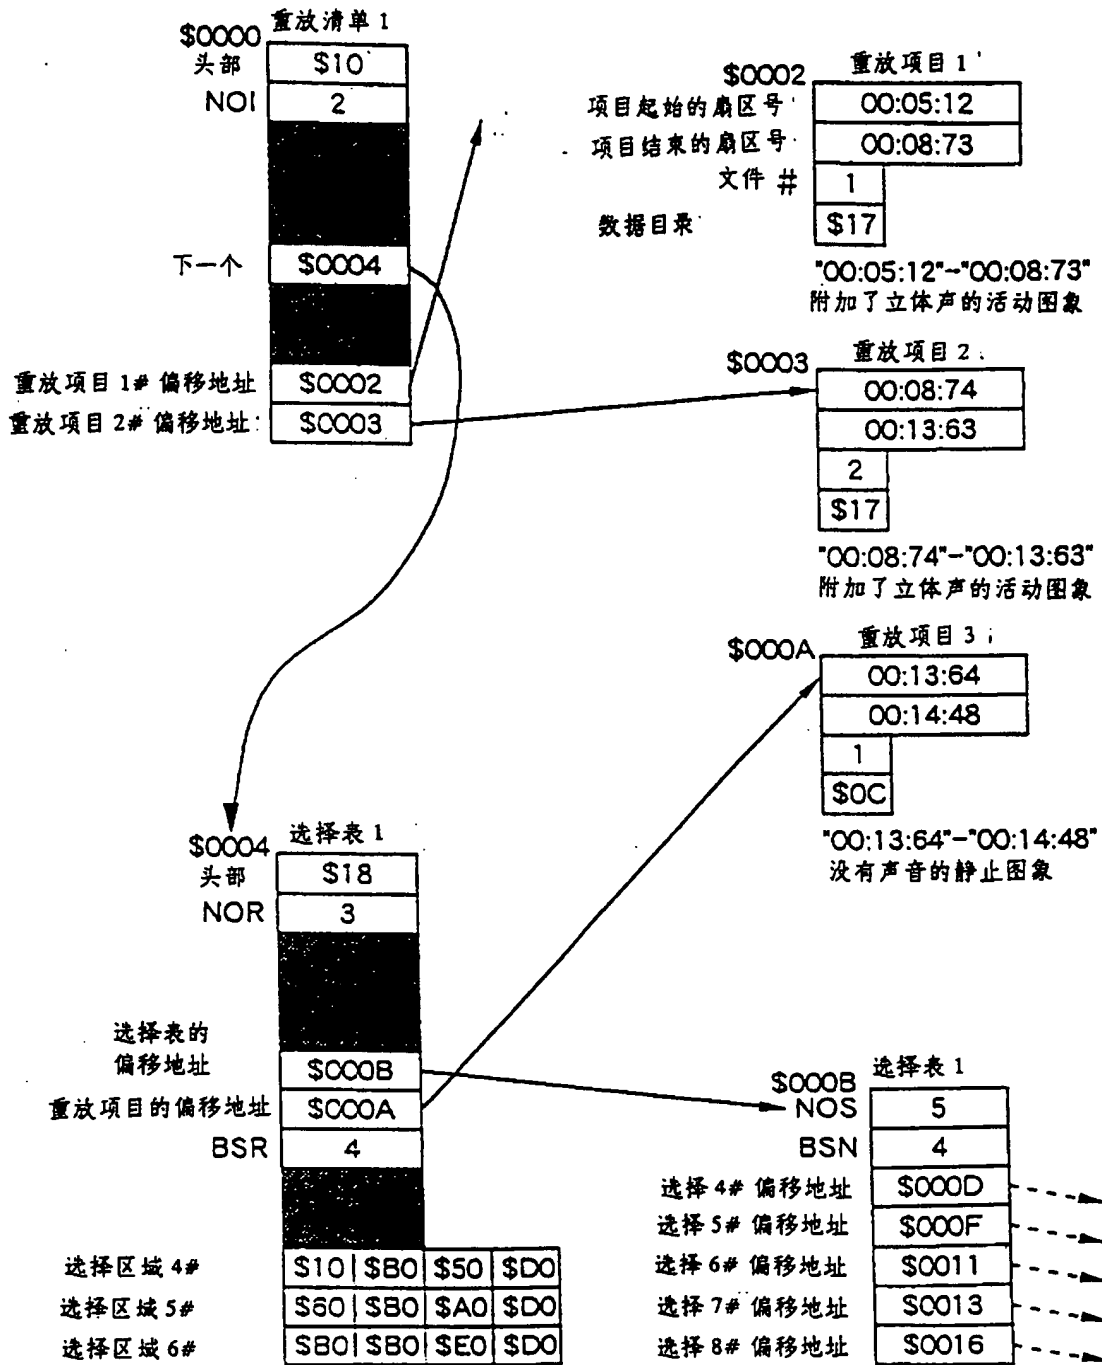 重放清单 1
$0000
头部 $10
NOI 2
下一个 $0004
重放项目 1# 偏移地址 $0002
重放项目 2# 偏移地址 $0003
重放项目 1
$0002
项目起始的扇区号 00:05:12
项目结束的扇区号 00:08:73
文件 # 1
数据目录 $17
"00:05:12"-"00:08:73"
附加了立体声的活动图象
重放项目 2
$0003
00:08:74
00:13:63
2
$17
"00:08:74"-"00:13:63"
附加了立体声的活动图象
重放项目 3
$000A
00:13:64
00:14:48
1
$0C
"00:13:64"-"00:14:48"
没有声音的静止图象
选择表 1
$0004
头部 $18
NOR 3
选择表的
偏移地址 $000B
重放项目的偏移地址 $000A
BSR 4
选择区域 4# $10 $B0 $50 $D0
选择区域 5# $60 $B0 $A0 $D0
选择区域 6# $B0 $B0 $E0 $D0
选择表 1
$000B
NOS 5
BSN 4
选择 4# 偏移地址 $000D
选择 5# 偏移地址 $000F
选择 6# 偏移地址 $0011
选择 7# 偏移地址 $0013
选择 8# 偏移地址 $0016